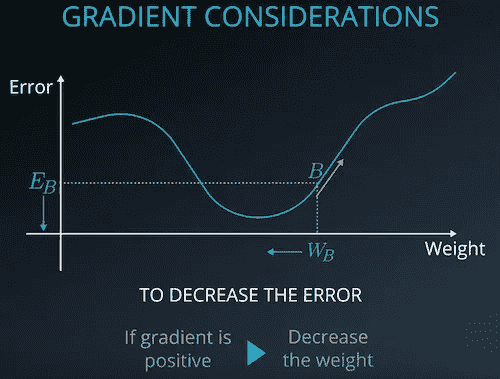 GRADIENT CONSIDERATIONS
Error
B
E_B
W_B
Weight
TO DECREASE THE ERROR
If gradient is
positive
Decrease
the weight